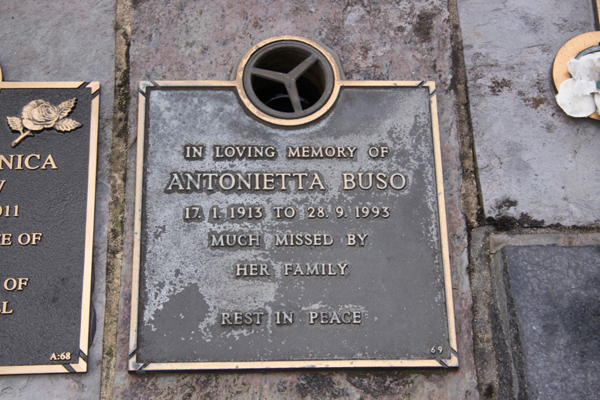 IN LOVING MEMORY OF
ANTONIETTA BUSO
17. 1. 1913 TO 28. 9. 1993
MUCH MISSED BY
HER FAMILY
REST IN PEACE
69
NICA
011
TE OF
OF
A:68